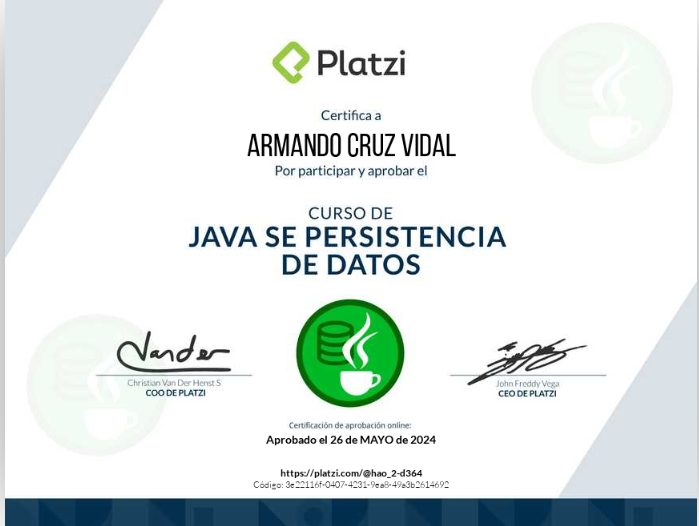 Platzi
Certifica a
ARMANDO CRUZ VIDAL
Por participar y aprobar el
CURSO DE
JAVA SE PERSISTENCIA
DE DATOS
Christian Van Der Henst S
COO DE PLATZI
John Freddy Vega
CEO DE PLATZI
Certificación de aprobación online:
Aprobado el 26 de MAYO de 2024
https://platzi.com/@hao_2-d364
Código: 3e22116f-0407-4231-9ea8-49a3b2614692